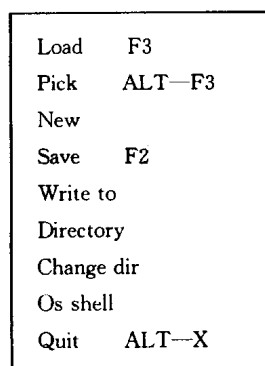 Load F3
Pick ALT—F3
New
Save F2
Write to
Directory
Change dir
Os shell
Quit ALT—X